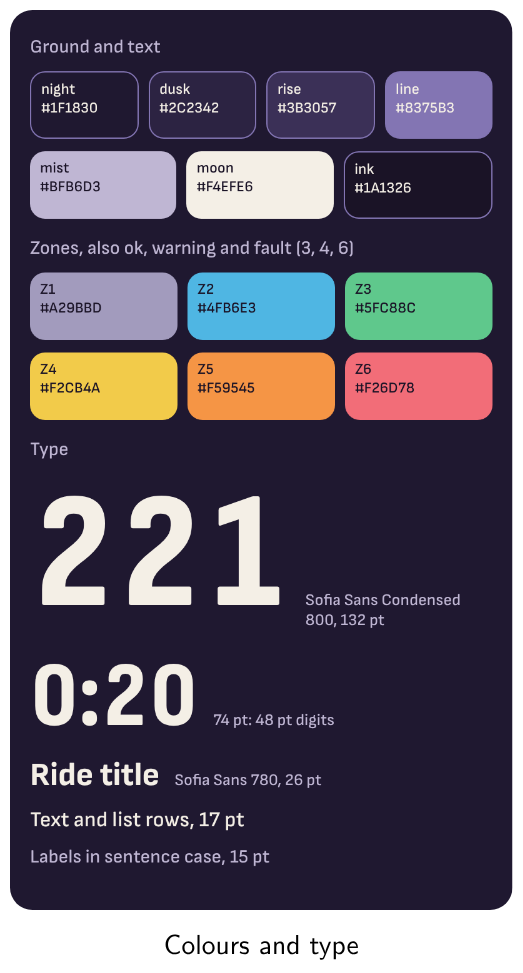 Ground and text
night
#1F1830
dusk
#2C2342
rise
#3B3057
line
#8375B3
mist
#BFB6D3
moon
#F4EFE6
ink
#1A1326
Zones, also ok, warning and fault (3, 4, 6)
Z1
#A29BBD
Z2
#4FB6E3
Z3
#5FC88C
Z4
#F2CB4A
Z5
#F59545
Z6
#F26D78
Type
221
Sofia Sans Condensed
800, 132 pt
0:20
74 pt: 48 pt digits
Ride title
Sofia Sans 780, 26 pt
Text and list rows, 17 pt
Labels in sentence case, 15 pt
Colours and type